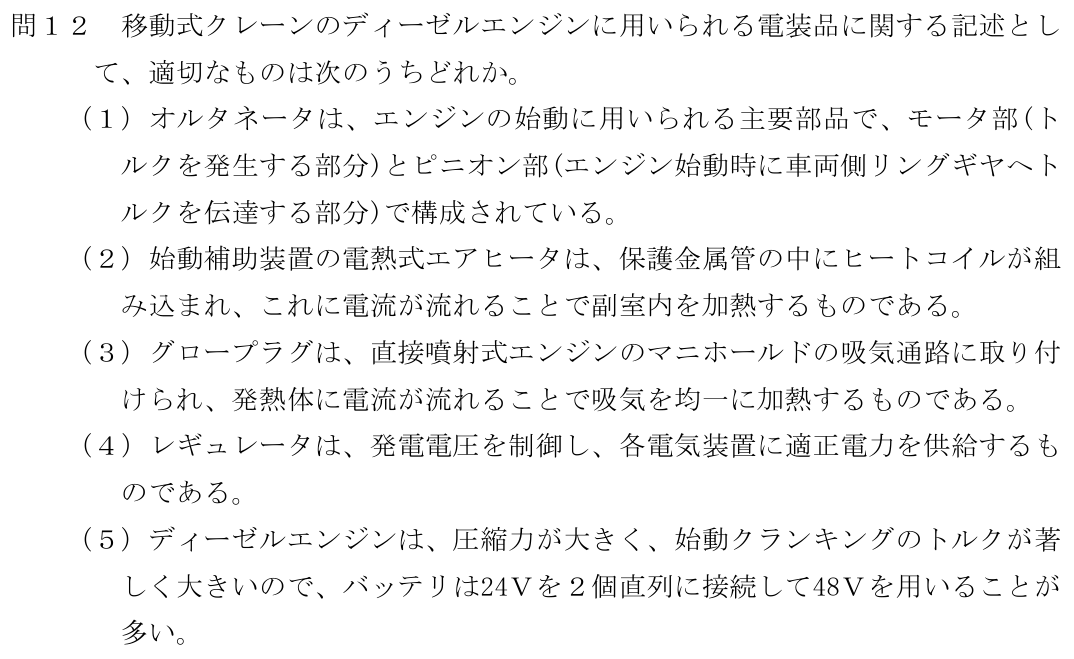 問１２　移動式クレーンのディーゼルエンジンに用いられる電装品に関する記述とし
て、適切なものは次のうちどれか。
（１）オルタネータは、エンジンの始動に用いられる主要部品で、モータ部(ト
ルクを発生する部分)とピニオン部(エンジン始動時に車両側リングギヤへト
ルクを伝達する部分)で構成されている。
（２）始動補助装置の電熱式エアヒータは、保護金属管の中にヒートコイルが組
み込まれ、これに電流が流れることで副室内を加熱するものである。
（３）グロープラグは、直接噴射式エンジンのマニホールドの吸気通路に取り付
けられ、発熱体に電流が流れることで吸気を均一に加熱するものである。
（４）レギュレータは、発電電圧を制御し、各電気装置に適正電力を供給するも
のである。
（５）ディーゼルエンジンは、圧縮力が大きく、始動クランキングのトルクが著
しく大きいので、バッテリは24Ｖを２個直列に接続して48Ｖを用いることが
多い。